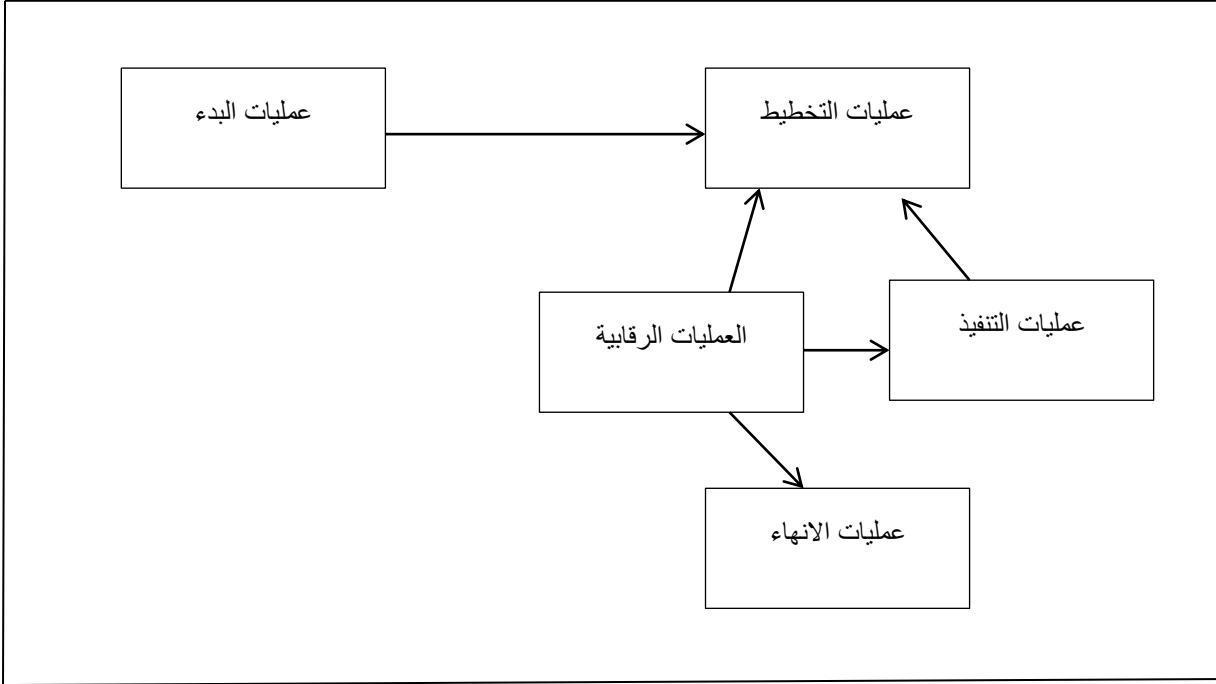 عمليات البدء
عمليات التخطيط
عمليات التنفيذ
العمليات الرقابية
عمليات الانهاء